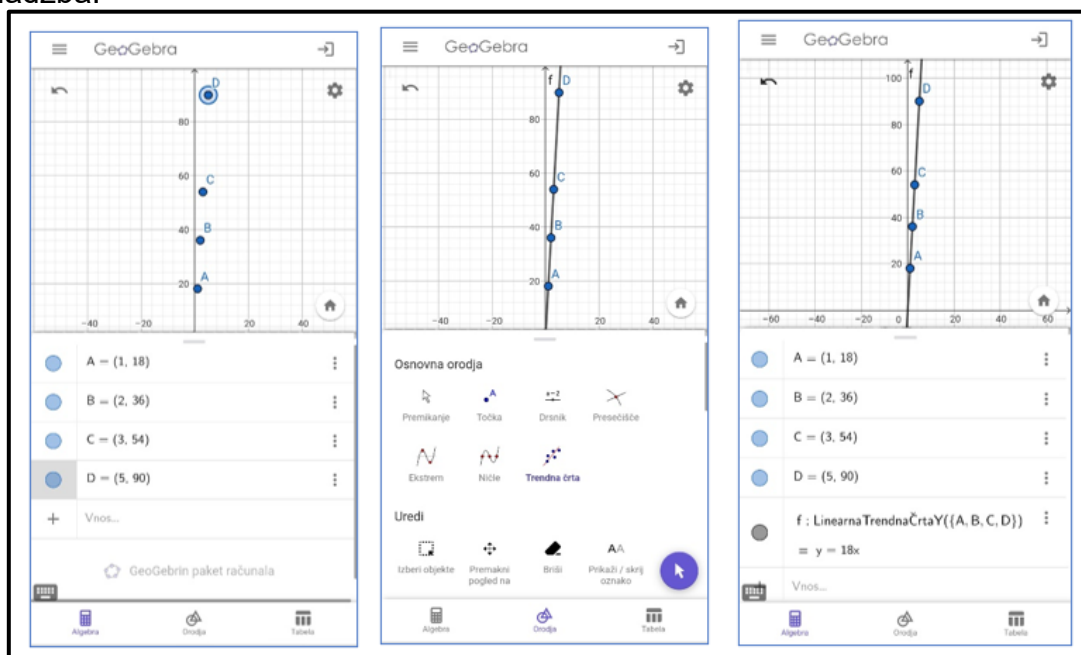 GeoGebra
D
80
C
60
B
40
A
20
-40
-20
20
40
A = (1, 18)
B = (2, 36)
C = (3, 54)
D = (5, 90)
+ Vnos...
GeoGebrin paket računala
Algebra
Orodja
Tabela
GeoGebra
f
D
80
C
60
B
40
A
20
-40
-20
20
40
Osnovna orodja
Premikanje
Točka
Drsnik
Presečišče
Ekstrem
Ničle
Trendna črta
Uredi
Izberi objekte
Premakni
pogled na
Briši
Prikaži / skrij
oznako
Algebra
Orodja
Tabela
GeoGebra
100
f
D
80
C
60
B
40
A
20
-60
-40
-20
0
20
40
60
A = (1, 18)
B = (2, 36)
C = (3, 54)
D = (5, 90)
f : LinearnaTrendnaČrtaY({A, B, C, D})
= y = 18x
Vnos...
Algebra
Orodja
Tabela